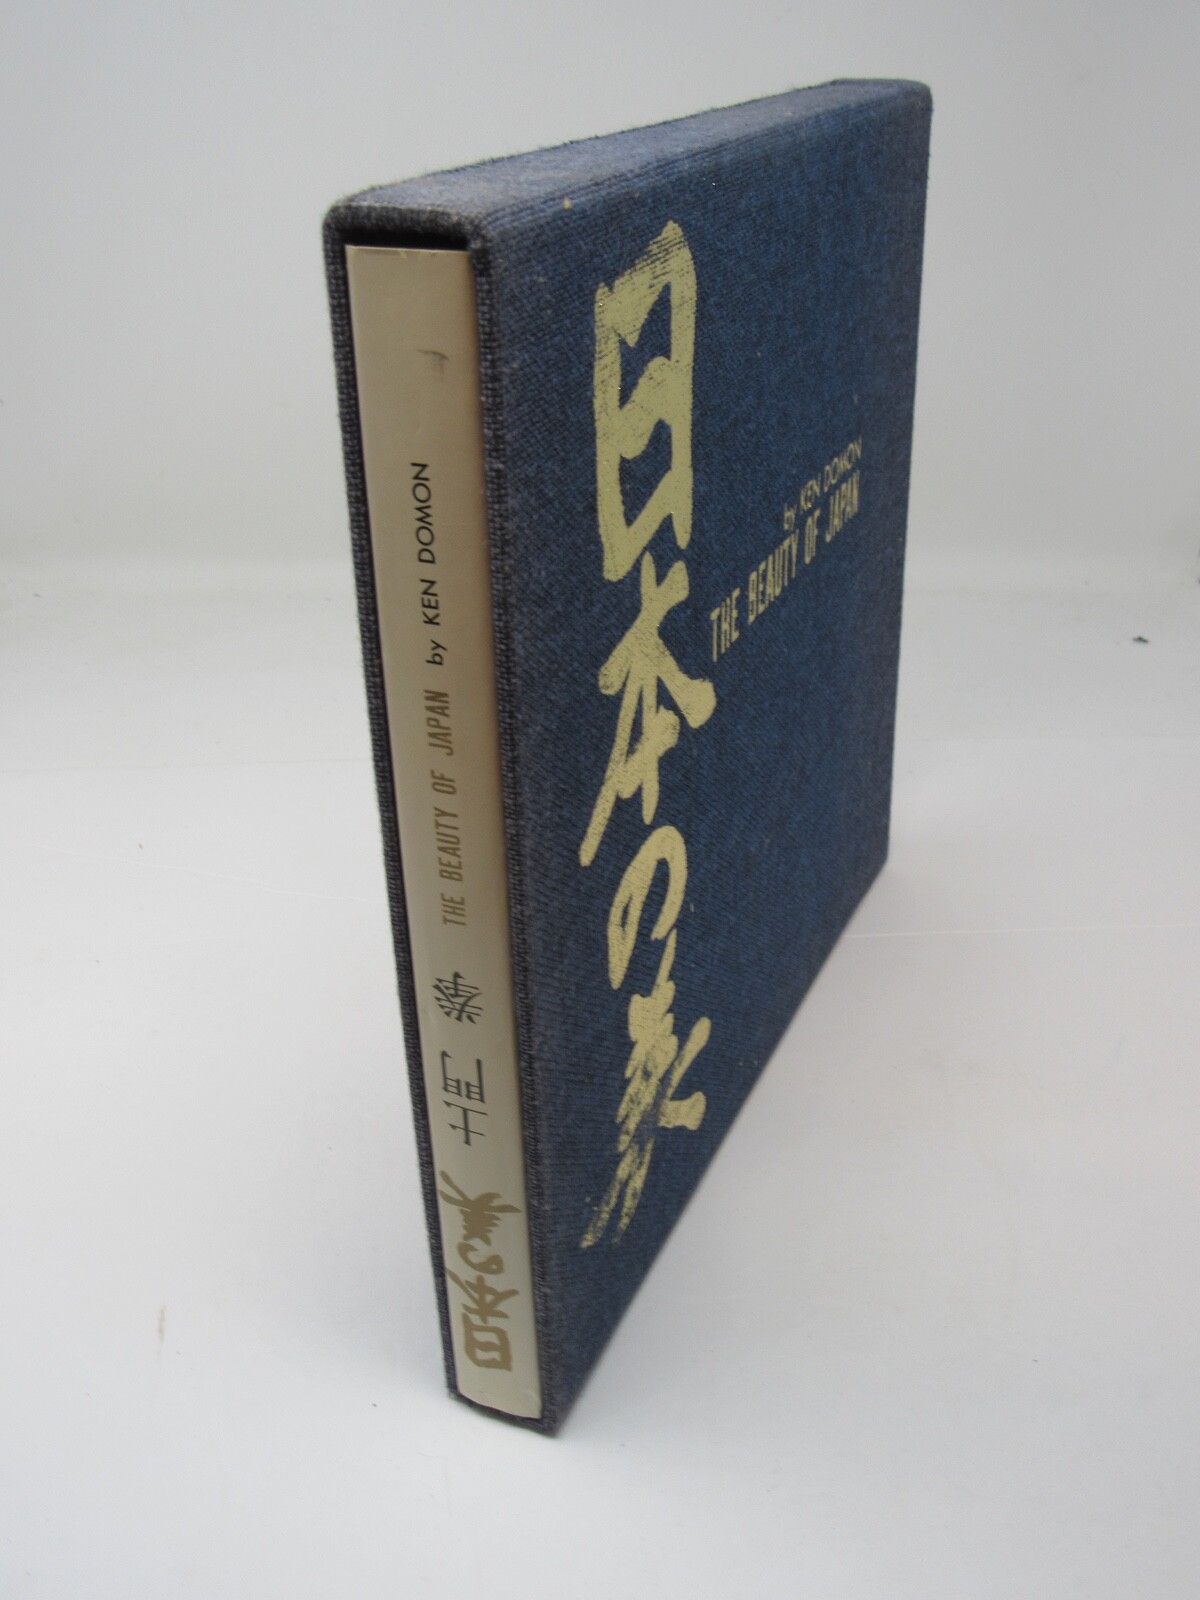 日本の美 土門 拳 THE BEAUTY OF JAPAN by KEN DOMON
日本の美
by KEN DOMON
THE BEAUTY OF JAPAN